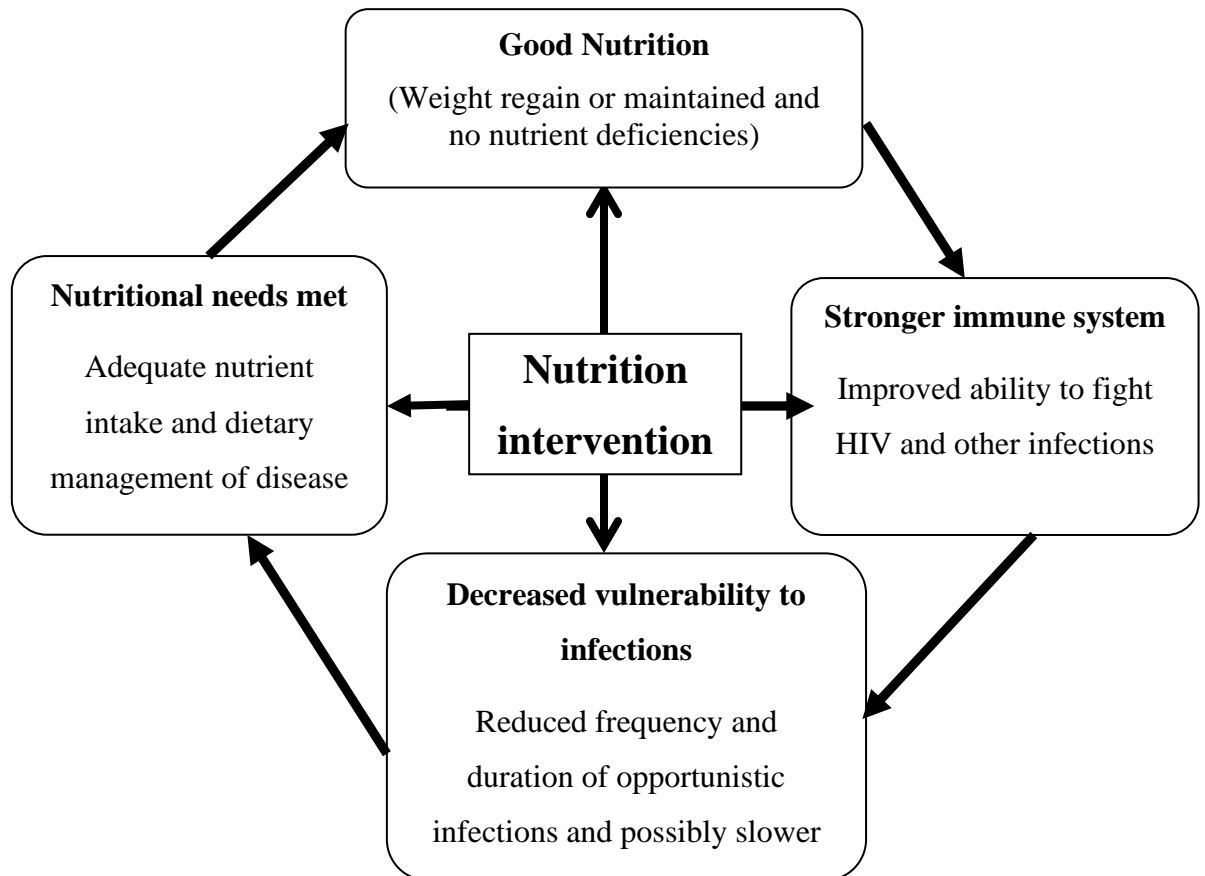 Good Nutrition
(Weight regain or maintained and
no nutrient deficiencies)
Nutritional needs met
Adequate nutrient
intake and dietary
management of disease
Nutrition
intervention
Stronger immune system
Improved ability to fight
HIV and other infections
Decreased vulnerability to
infections
Reduced frequency and
duration of opportunistic
infections and possibly slower